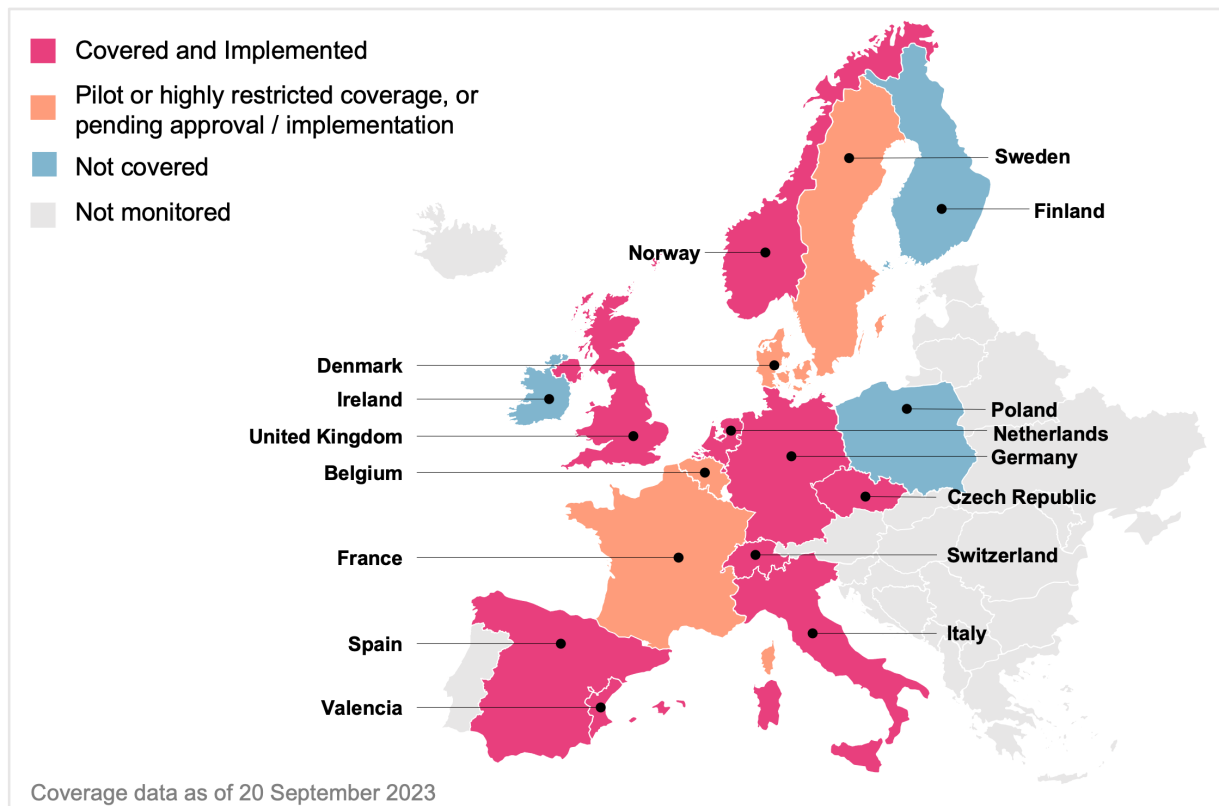 Covered and Implemented
Pilot or highly restricted coverage, or
pending approval / implementation
Not covered
Not monitored
Sweden
Finland
Norway
Denmark
Ireland
Poland
United Kingdom
Netherlands
Germany
Belgium
Czech Republic
France
Switzerland
Spain
Italy
Valencia
Coverage data as of 20 September 2023